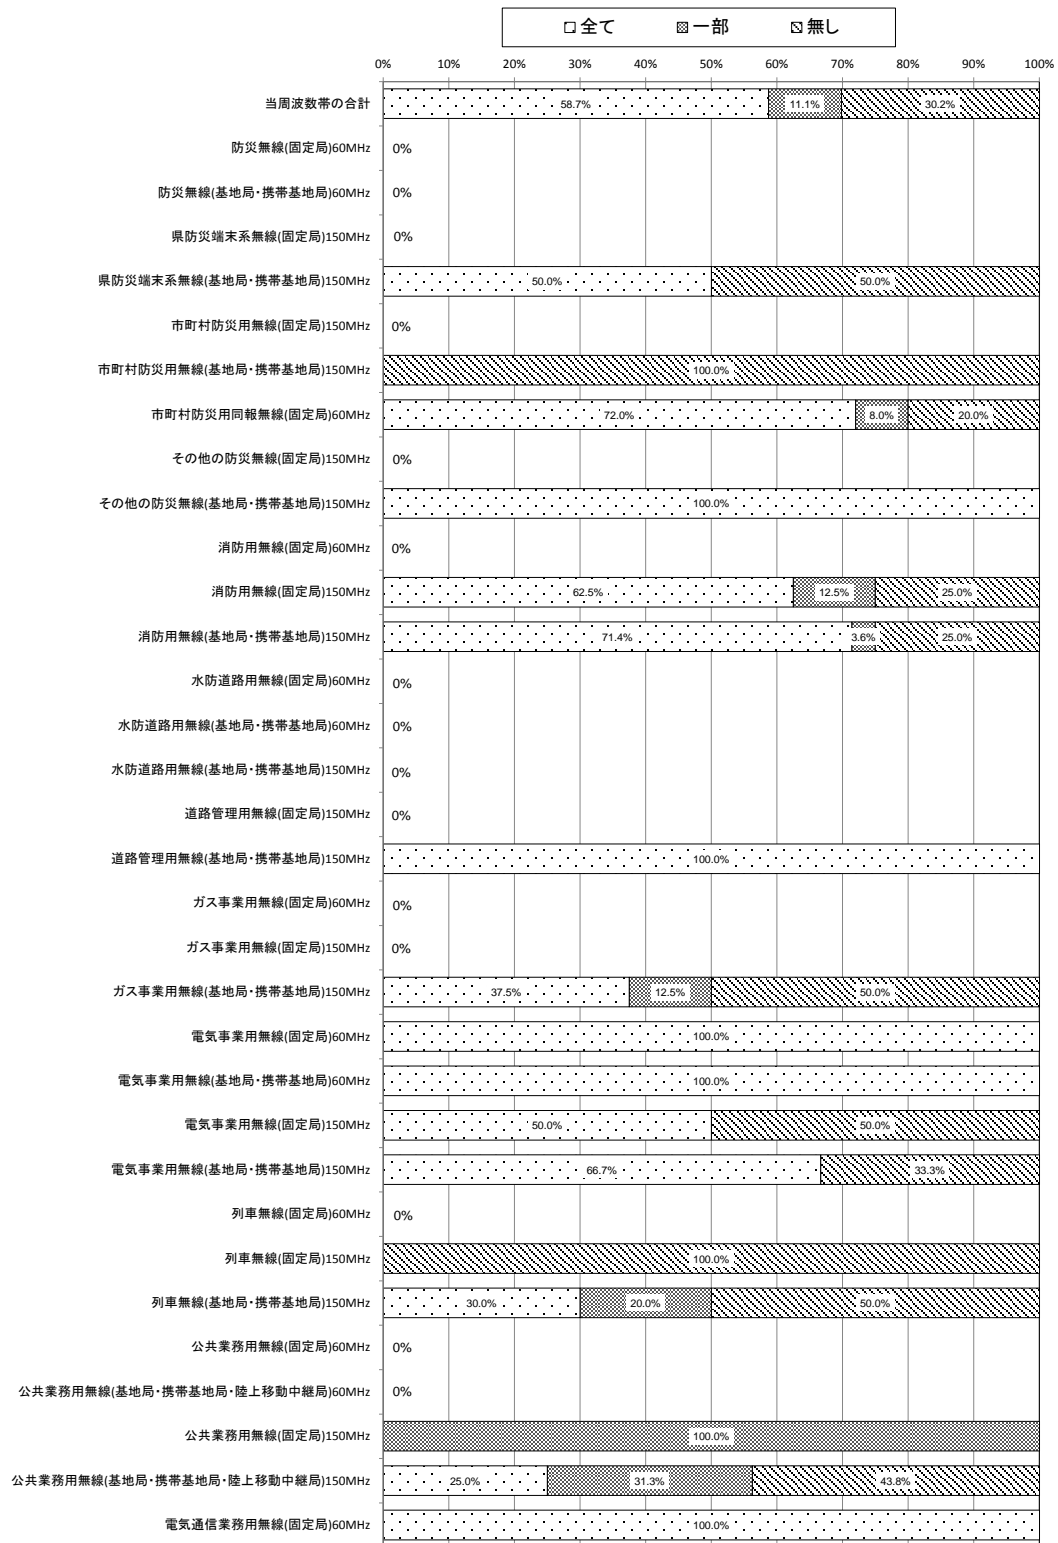 全て 一部 無し
0% 10% 20% 30% 40% 50% 60% 70% 80% 90% 100%
当周波数帯の合計 58.7% 11.1% 30.2%
防災無線(固定局)60MHz 0%
防災無線(基地局・携帯基地局)60MHz 0%
県防災端末系無線(固定局)150MHz 0%
県防災端末系無線(基地局・携帯基地局)150MHz 50.0% 50.0%
市町村防災用無線(固定局)150MHz 0%
市町村防災用無線(基地局・携帯基地局)150MHz 100.0%
市町村防災用同報無線(固定局)60MHz 72.0% 8.0% 20.0%
その他の防災無線(固定局)150MHz 0%
その他の防災無線(基地局・携帯基地局)150MHz 100.0%
消防用無線(固定局)60MHz 0%
消防用無線(固定局)150MHz 62.5% 12.5% 25.0%
消防用無線(基地局・携帯基地局)150MHz 71.4% 3.6% 25.0%
水防道路用無線(固定局)60MHz 0%
水防道路用無線(基地局・携帯基地局)60MHz 0%
水防道路用無線(基地局・携帯基地局)150MHz 0%
道路管理用無線(固定局)150MHz 0%
道路管理用無線(基地局・携帯基地局)150MHz 100.0%
ガス事業用無線(固定局)60MHz 0%
ガス事業用無線(固定局)150MHz 0%
ガス事業用無線(基地局・携帯基地局)150MHz 37.5% 12.5% 50.0%
電気事業用無線(固定局)60MHz 100.0%
電気事業用無線(基地局・携帯基地局)60MHz 100.0%
電気事業用無線(固定局)150MHz 50.0% 50.0%
電気事業用無線(基地局・携帯基地局)150MHz 66.7% 33.3%
列車無線(固定局)60MHz 0%
列車無線(固定局)150MHz 100.0%
列車無線(基地局・携帯基地局)150MHz 30.0% 20.0% 50.0%
公共業務用無線(固定局)60MHz 0%
公共業務用無線(基地局・携帯基地局・陸上移動中継局)60MHz 0%
公共業務用無線(固定局)150MHz 100.0%
公共業務用無線(基地局・携帯基地局・陸上移動中継局)150MHz 25.0% 31.3% 43.8%
電気通信業務用無線(固定局)60MHz 100.0%